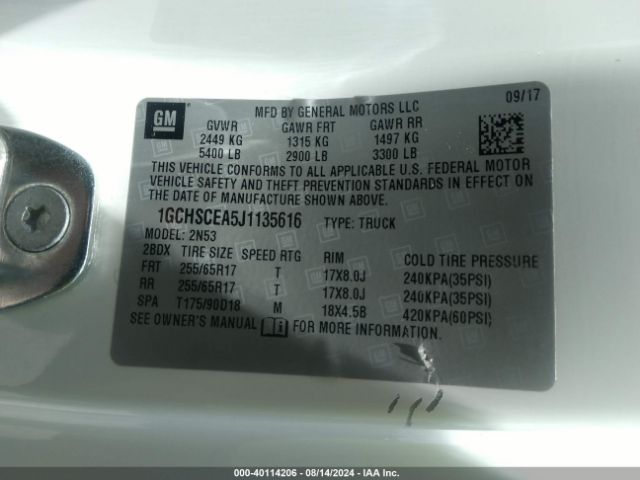 GM
MFD BY GENERAL MOTORS LLC
09/17
GVWR GAWR FRT GAWR RR
2449 KG 1315 KG 1497 KG
5400 LB 2900 LB 3300 LB
THIS VEHICLE CONFORMS TO ALL APPLICABLE U.S. FEDERAL MOTOR
VEHICLE SAFETY AND THEFT PREVENTION STANDARDS IN EFFECT ON
THE DATE OF MANUFACTURE SHOWN ABOVE.
1GCHSCEA5J1135616 TYPE: TRUCK
MODEL: 2N53
2BDX TIRE SIZE SPEED RTG RIM COLD TIRE PRESSURE
FRT 255/65R17 T 17X8.0J 240KPA(35PSI)
RR 255/65R17 T 17X8.0J 240KPA(35PSI)
SPA T175/90D18 M 18X4.5B 420KPA(60PSI)
SEE OWNER'S MANUAL FOR MORE INFORMATION.
000-40114206 - 08/14/2024 - IAA Inc.